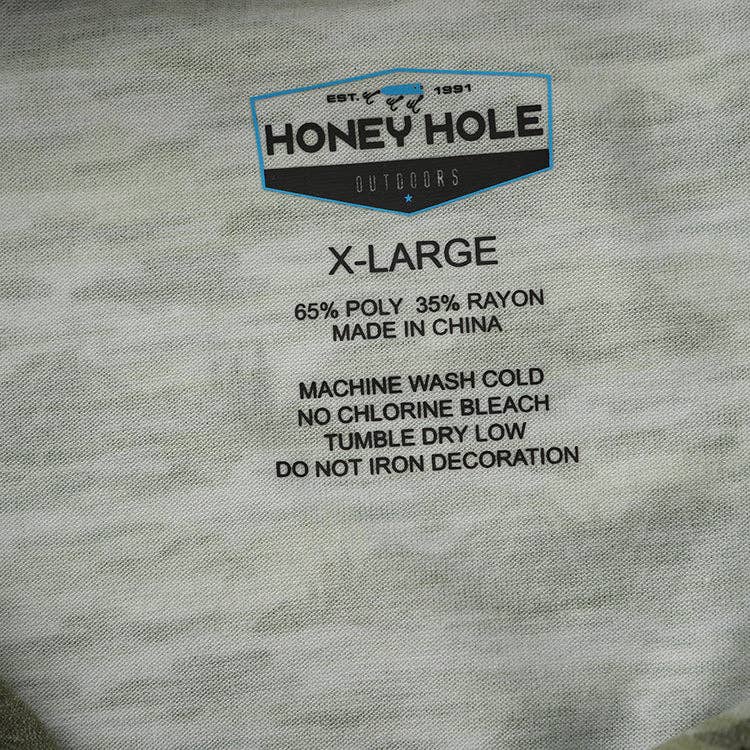 EST. 1991
HONEY HOLE
OUTDOORS
X-LARGE
65% POLY 35% RAYON
MADE IN CHINA
MACHINE WASH COLD
NO CHLORINE BLEACH
TUMBLE DRY LOW
DO NOT IRON DECORATION